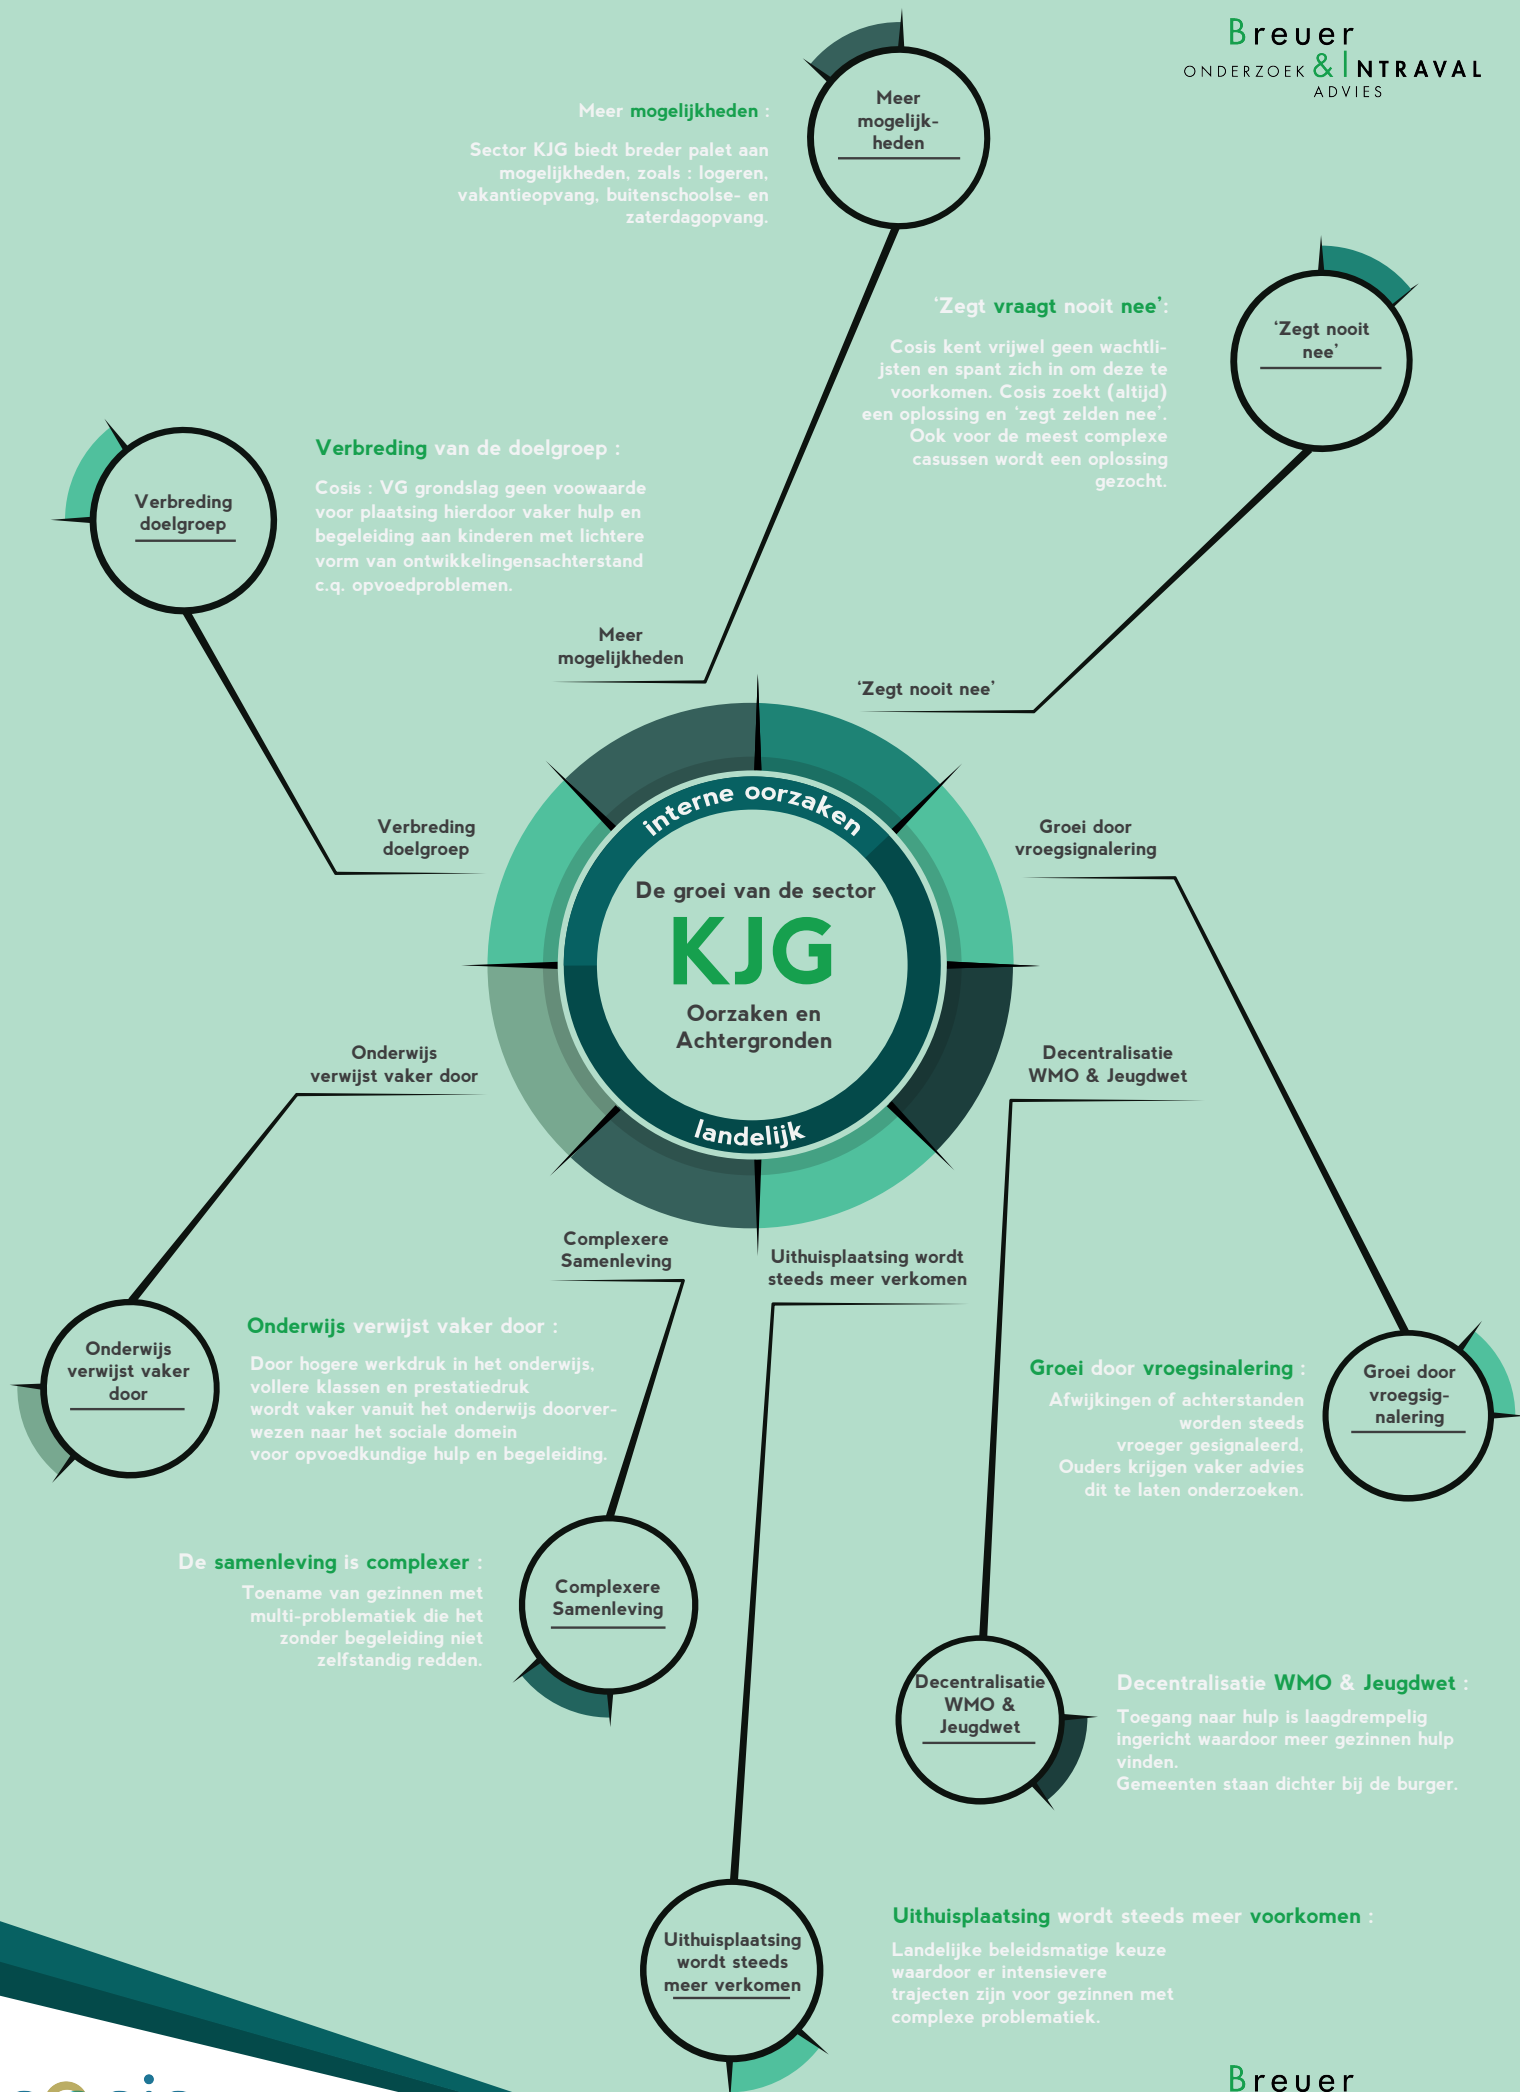 Breuer
ONDERZOEK & INTRAVAL
ADVIES
Meer
mogelijk-
heden
Meer mogelijkheden :
Sector KJG biedt breder palet aan
mogelijkheden, zoals : logeren,
vakantieopvang, buitenschoolse- en
zaterdagopvang.
'Zegt nooit
nee'
'Zegt vraagt nooit nee':
Cosis kent vrijwel geen wachtli-
jsten en spant zich in om deze te
voorkomen. Cosis zoekt (altijd)
een oplossing en 'zegt zelden nee'.
Ook voor de meest complexe
casussen wordt een oplossing
gezocht.
Verbreding
doelgroep
Verbreding van de doelgroep :
Cosis : VG grondslag geen voowaarde
voor plaatsing hierdoor vaker hulp en
begeleiding aan kinderen met lichtere
vorm van ontwikkelingensachterstand
c.q. opvoedproblemen.
Meer
mogelijkheden
'Zegt nooit nee'
Verbreding
doelgroep
Groei door
vroegsignalering
interne oorzaken
De groei van de sector
KJG
Oorzaken en
Achtergronden
landelijk
Onderwijs
verwijst vaker door
Decentralisatie
WMO & Jeugdwet
Complexere
Samenleving
Uithuisplaatsing wordt
steeds meer verkomen
Onderwijs
verwijst vaker
door
Onderwijs verwijst vaker door :
Door hogere werkdruk in het onderwijs,
vollere klassen en prestatiedruk
wordt vaker vanuit het onderwijs doorver-
wezen naar het sociale domein
voor opvoedkundige hulp en begeleiding.
Groei door vroegsinalering :
Afwijkingen of achterstanden
worden steeds
vroeger gesignaleerd,
Ouders krijgen vaker advies
dit te laten onderzoeken.
Groei door
vroegsig-
nalering
De samenleving is complexer :
Toename van gezinnen met
multi-problematiek die het
zonder begeleiding niet
zelfstandig redden.
Complexere
Samenleving
Decentralisatie
WMO &
Jeugdwet
Decentralisatie WMO & Jeugdwet :
Toegang naar hulp is laagdrempelig
ingericht waardoor meer gezinnen hulp
vinden.
Gemeenten staan dichter bij de burger.
Uithuisplaatsing
wordt steeds
meer verkomen
Uithuisplaatsing wordt steeds meer voorkomen :
Landelijke beleidsmatige keuze
waardoor er intensievere
trajecten zijn voor gezinnen met
complexe problematiek.
Breuer